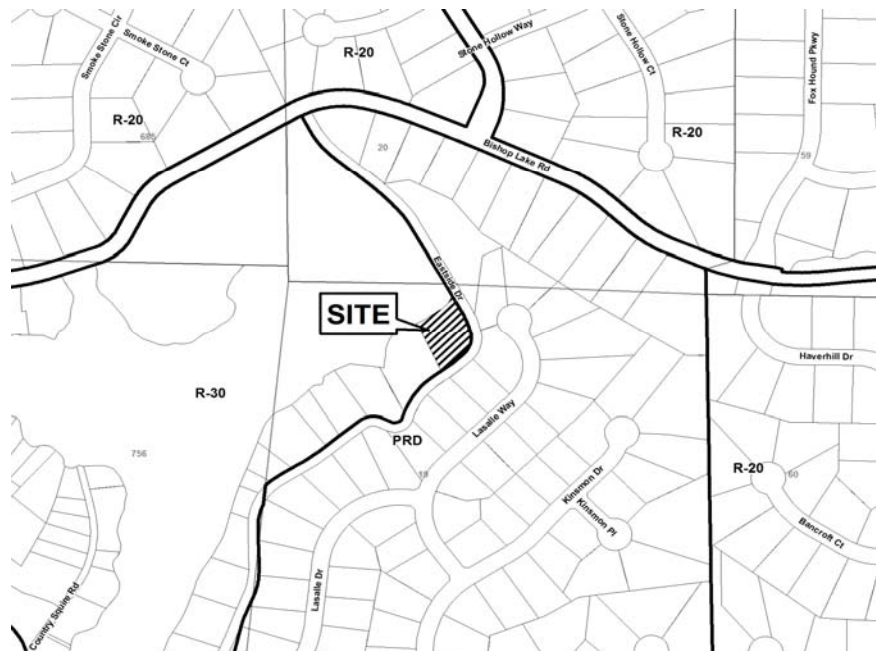 Smoke Stone Cir
Smoke Stone Ct
R-20
Stone Hollow Way
Stone Hollow Ct
Fox Hound Pkwy
R-20
685
20
Bishop Lake Rd
R-20
59
Eastside Dr
SITE
Haverhill Dr
R-30
Lasalle Way
PRD
756
19
Kinsmon Dr
R-20
60
Kinsmon Pl
Bancroft Ct
Lasalle Dr
Country Squire Rd